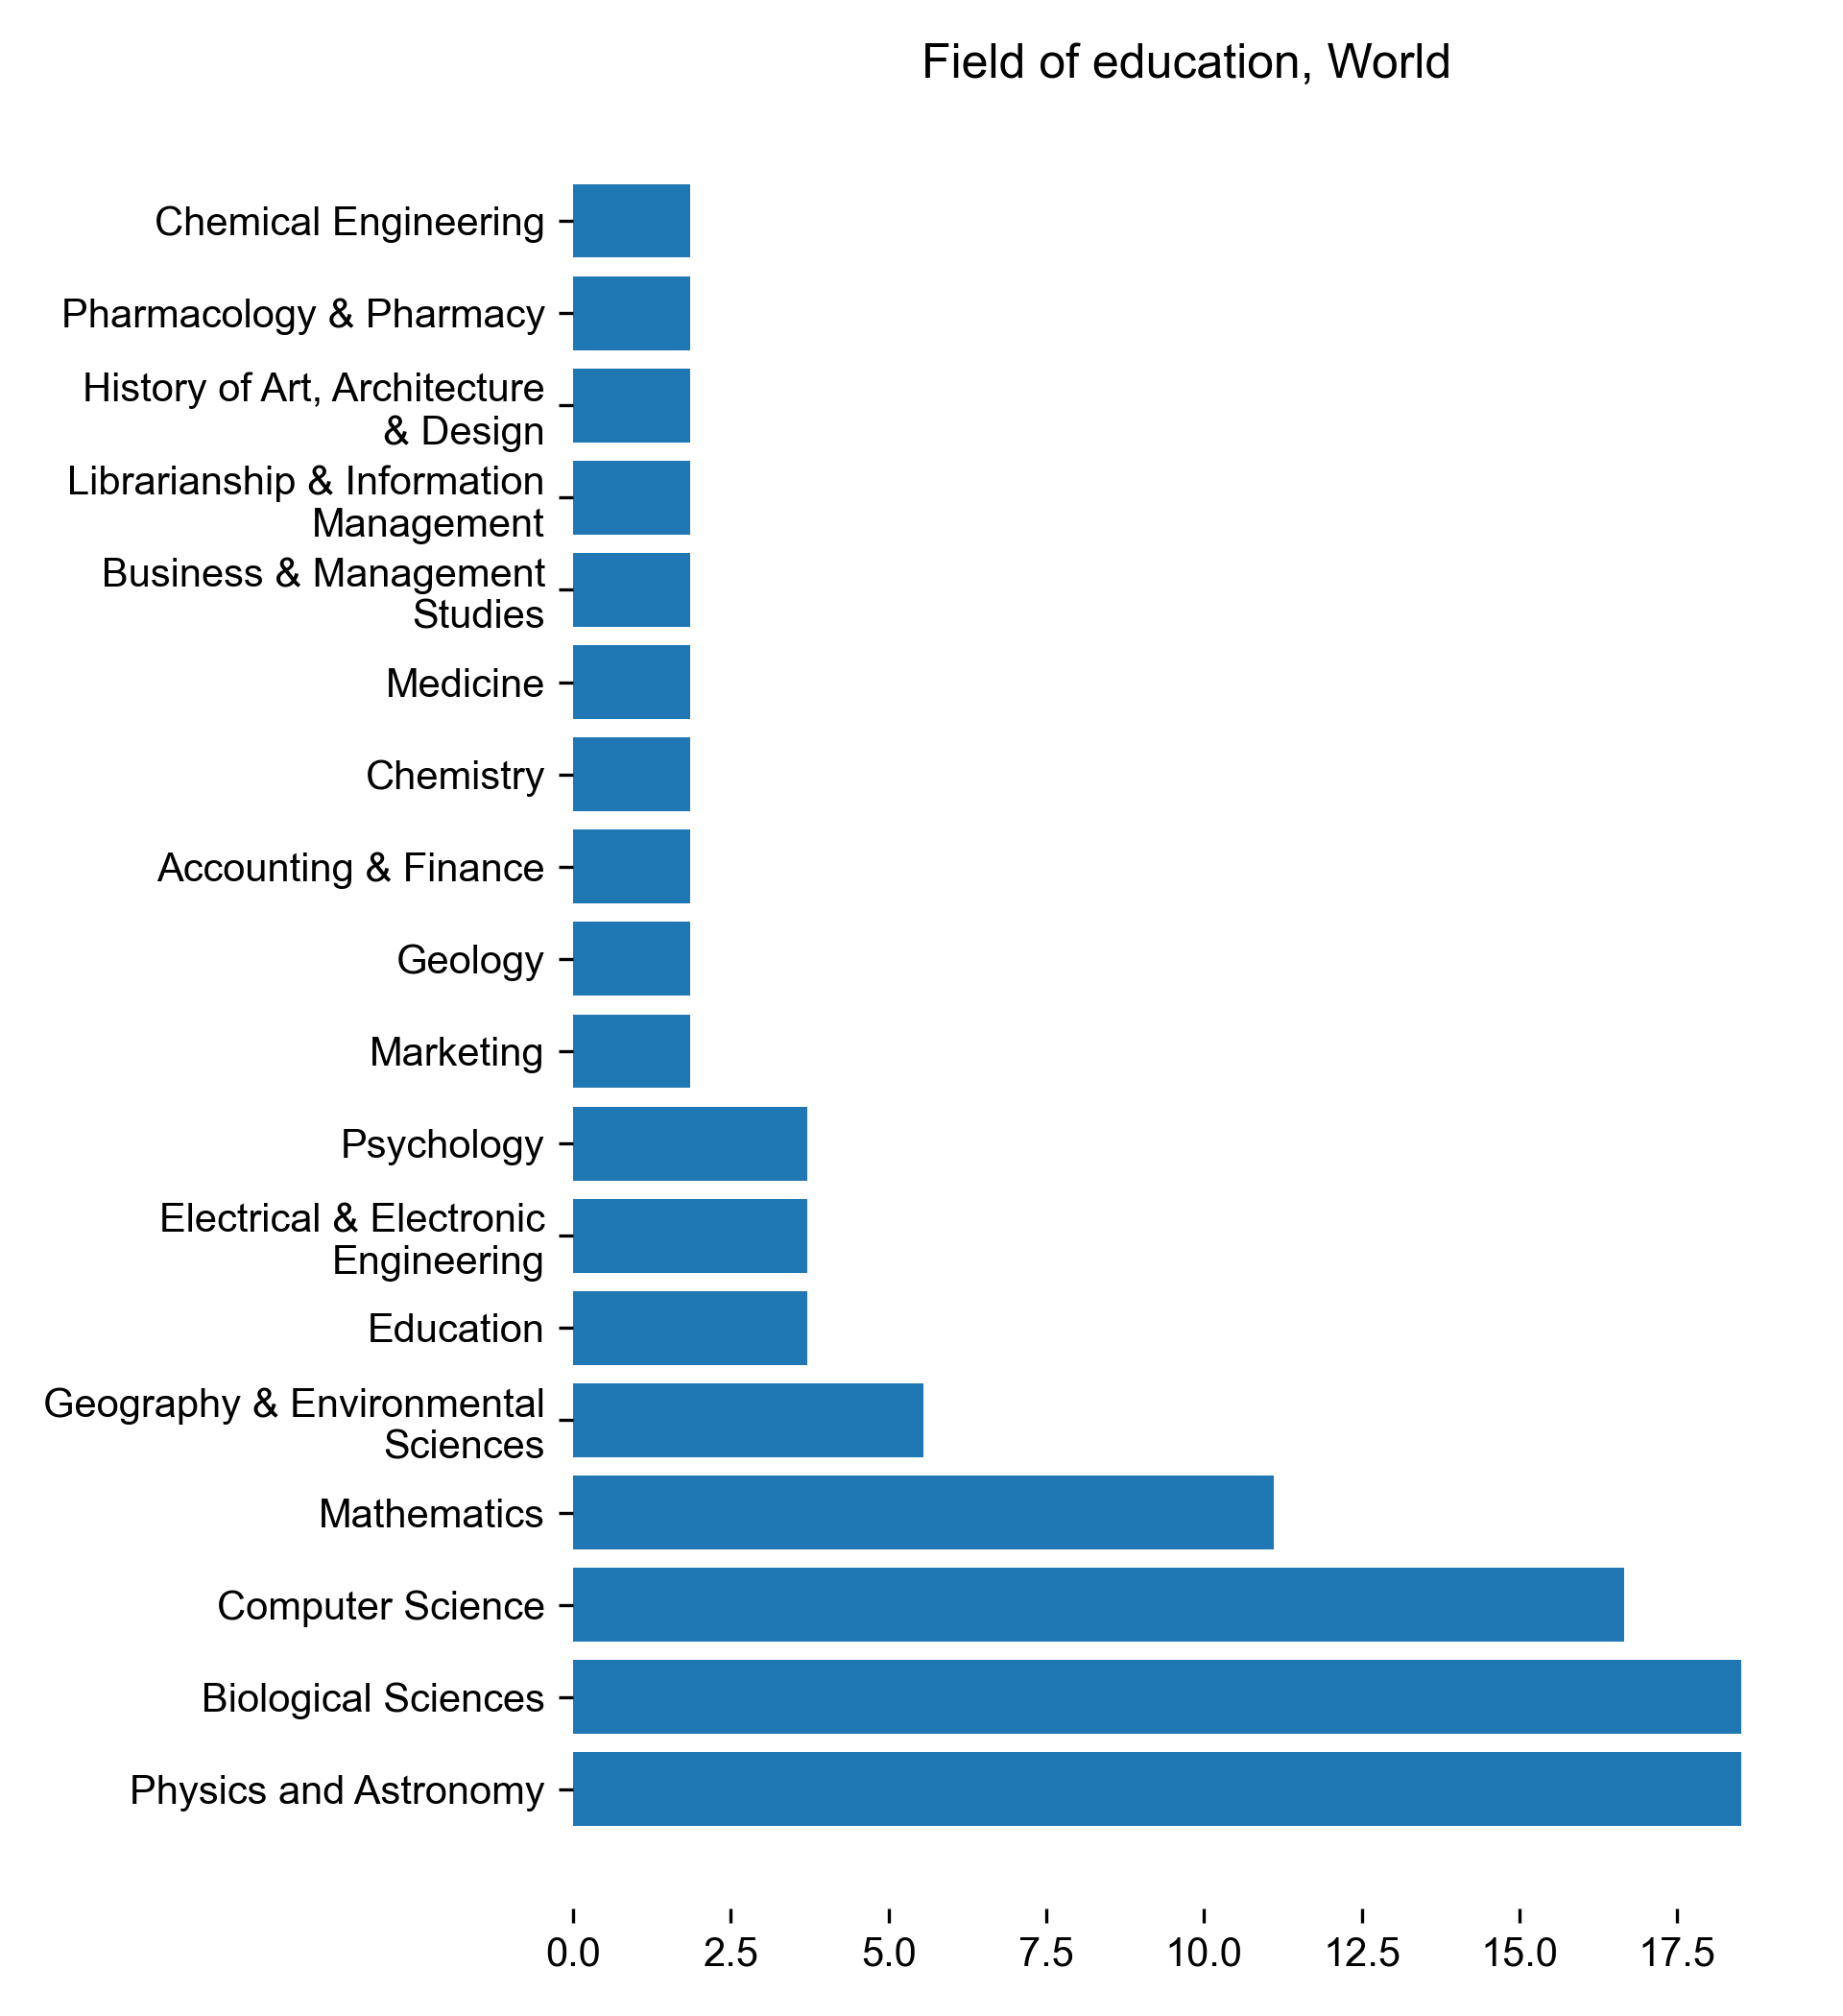 Field of education, World
Chemical Engineering
Pharmacology & Pharmacy
History of Art, Architecture
& Design
Librarianship & Information
Management
Business & Management
Studies
Medicine
Chemistry
Accounting & Finance
Geology
Marketing
Psychology
Electrical & Electronic
Engineering
Education
Geography & Environmental
Sciences
Mathematics
Computer Science
Biological Sciences
Physics and Astronomy
0.0 2.5 5.0 7.5 10.0 12.5 15.0 17.5